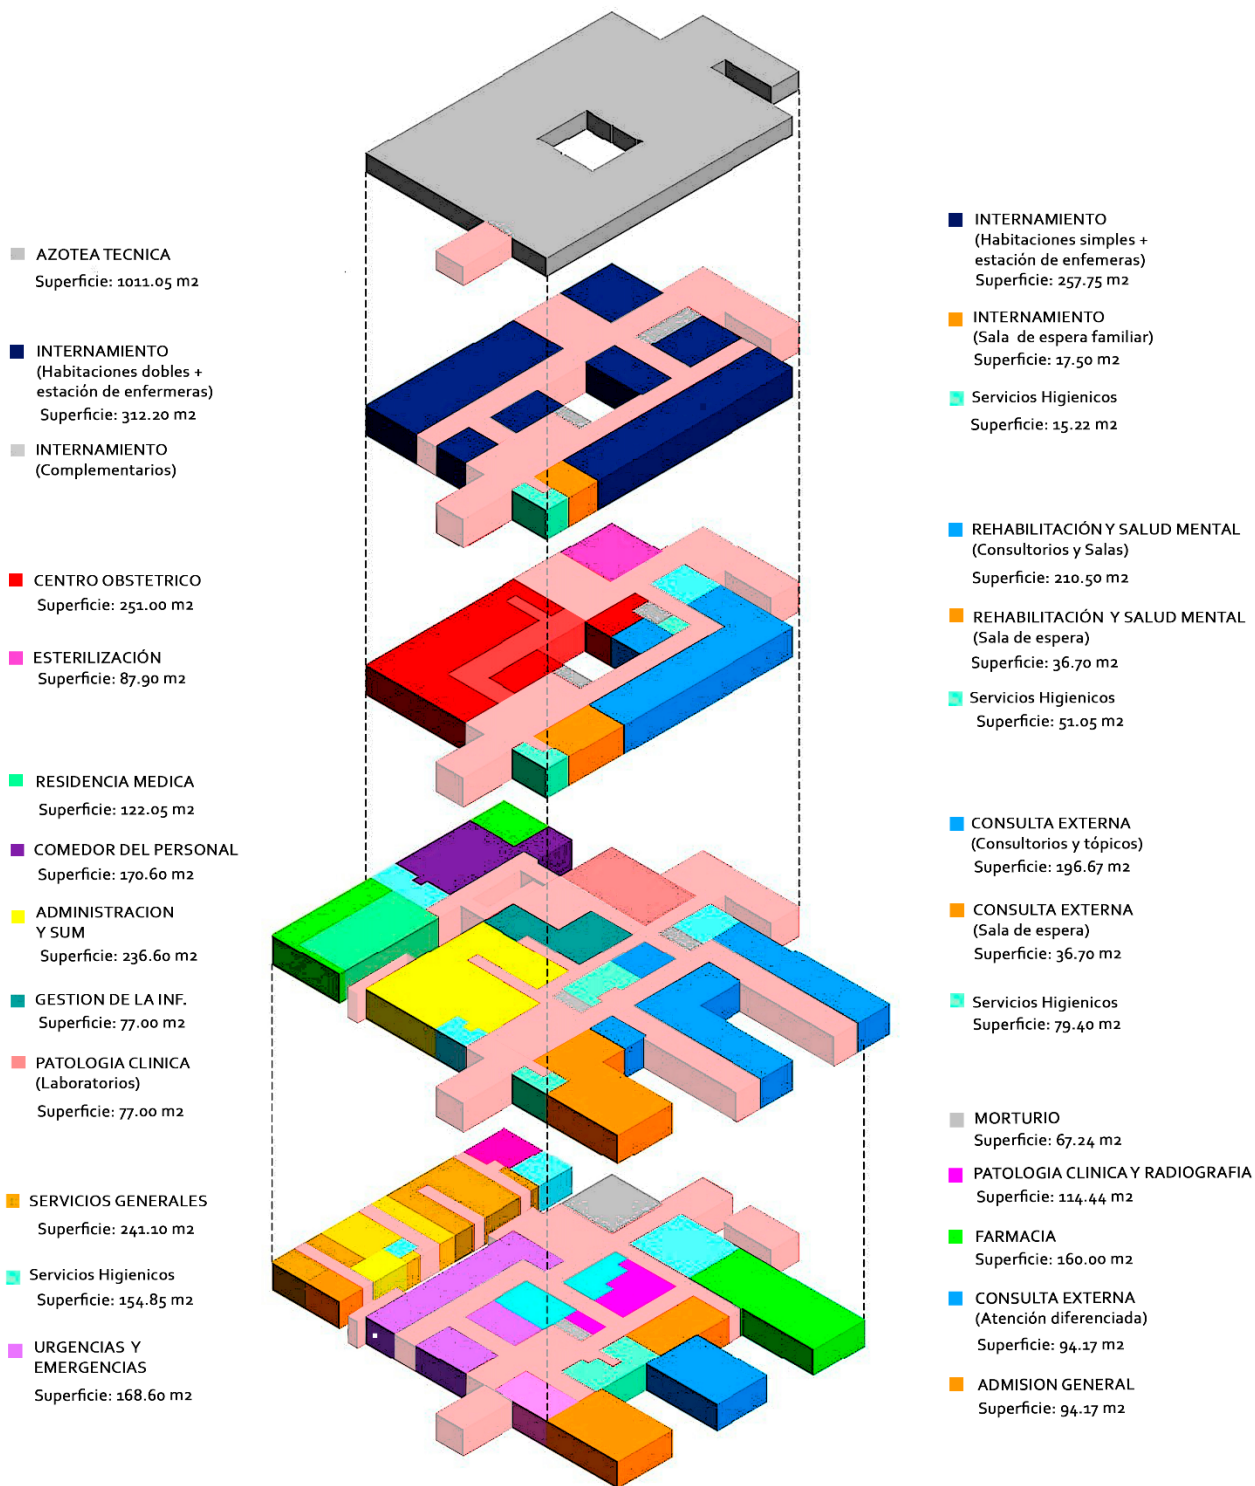 AZOTEA TECNICA
Superficie: 1011.05 m2
INTERNAMIENTO
(Habitaciones dobles +
estación de enfermeras)
Superficie: 312.20 m2
INTERNAMIENTO
(Complementarios)
CENTRO OBSTETRICO
Superficie: 251.00 m2
ESTERILIZACIÓN
Superficie: 87.90 m2
RESIDENCIA MEDICA
Superficie: 122.05 m2
COMEDOR DEL PERSONAL
Superficie: 170.60 m2
ADMINISTRACION
Y SUM
Superficie: 236.60 m2
GESTION DE LA INF.
Superficie: 77.00 m2
PATOLOGIA CLINICA
(Laboratorios)
Superficie: 77.00 m2
SERVICIOS GENERALES
Superficie: 241.10 m2
Servicios Higienicos
Superficie: 154.85 m2
URGENCIAS Y
EMERGENCIAS
Superficie: 168.60 m2
INTERNAMIENTO
(Habitaciones simples +
estación de enfemeras)
Superficie: 257.75 m2
INTERNAMIENTO
(Sala de espera familiar)
Superficie: 17.50 m2
Servicios Higienicos
Superficie: 15.22 m2
REHABILITACIÓN Y SALUD MENTAL
(Consultorios y Salas)
Superficie: 210.50 m2
REHABILITACIÓN Y SALUD MENTAL
(Sala de espera)
Superficie: 36.70 m2
Servicios Higienicos
Superficie: 51.05 m2
CONSULTA EXTERNA
(Consultorios y tópicos)
Superficie: 196.67 m2
CONSULTA EXTERNA
(Sala de espera)
Superficie: 36.70 m2
Servicios Higienicos
Superficie: 79.40 m2
MORTURIO
Superficie: 67.24 m2
PATOLOGIA CLINICA Y RADIOGRAFIA
Superficie: 114.44 m2
FARMACIA
Superficie: 160.00 m2
CONSULTA EXTERNA
(Atención diferenciada)
Superficie: 94.17 m2
ADMISION GENERAL
Superficie: 94.17 m2